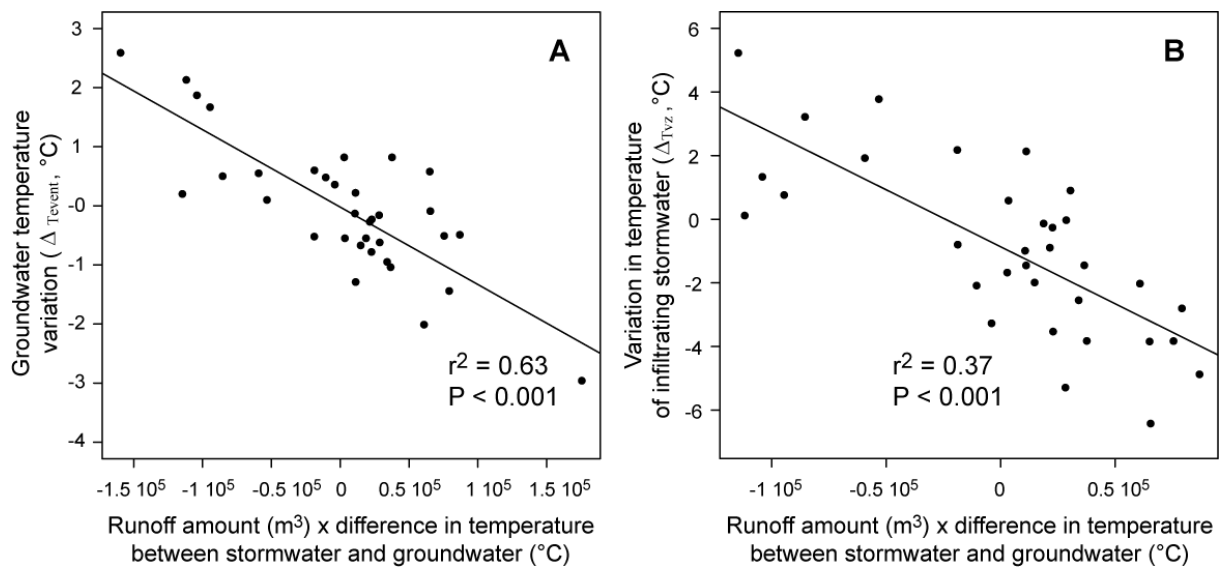 A
Groundwater temperature
variation ( Δ Tevent, °C)
3
2
1
0
-1
-2
-3
-4
r² = 0.63
P < 0.001
-1.5 10⁵ -1 10⁵ -0.5 10⁵ 0 0.5 10⁵ 1 10⁵ 1.5 10⁵
Runoff amount (m³) x difference in temperature
between stormwater and groundwater (°C)
B
Variation in temperature
of infiltrating stormwater (ΔTvz , °C)
6
4
2
0
-2
-4
-6
r² = 0.37
P < 0.001
-1 10⁵ 0 0.5 10⁵
Runoff amount (m³) x difference in temperature
between stormwater and groundwater (°C)